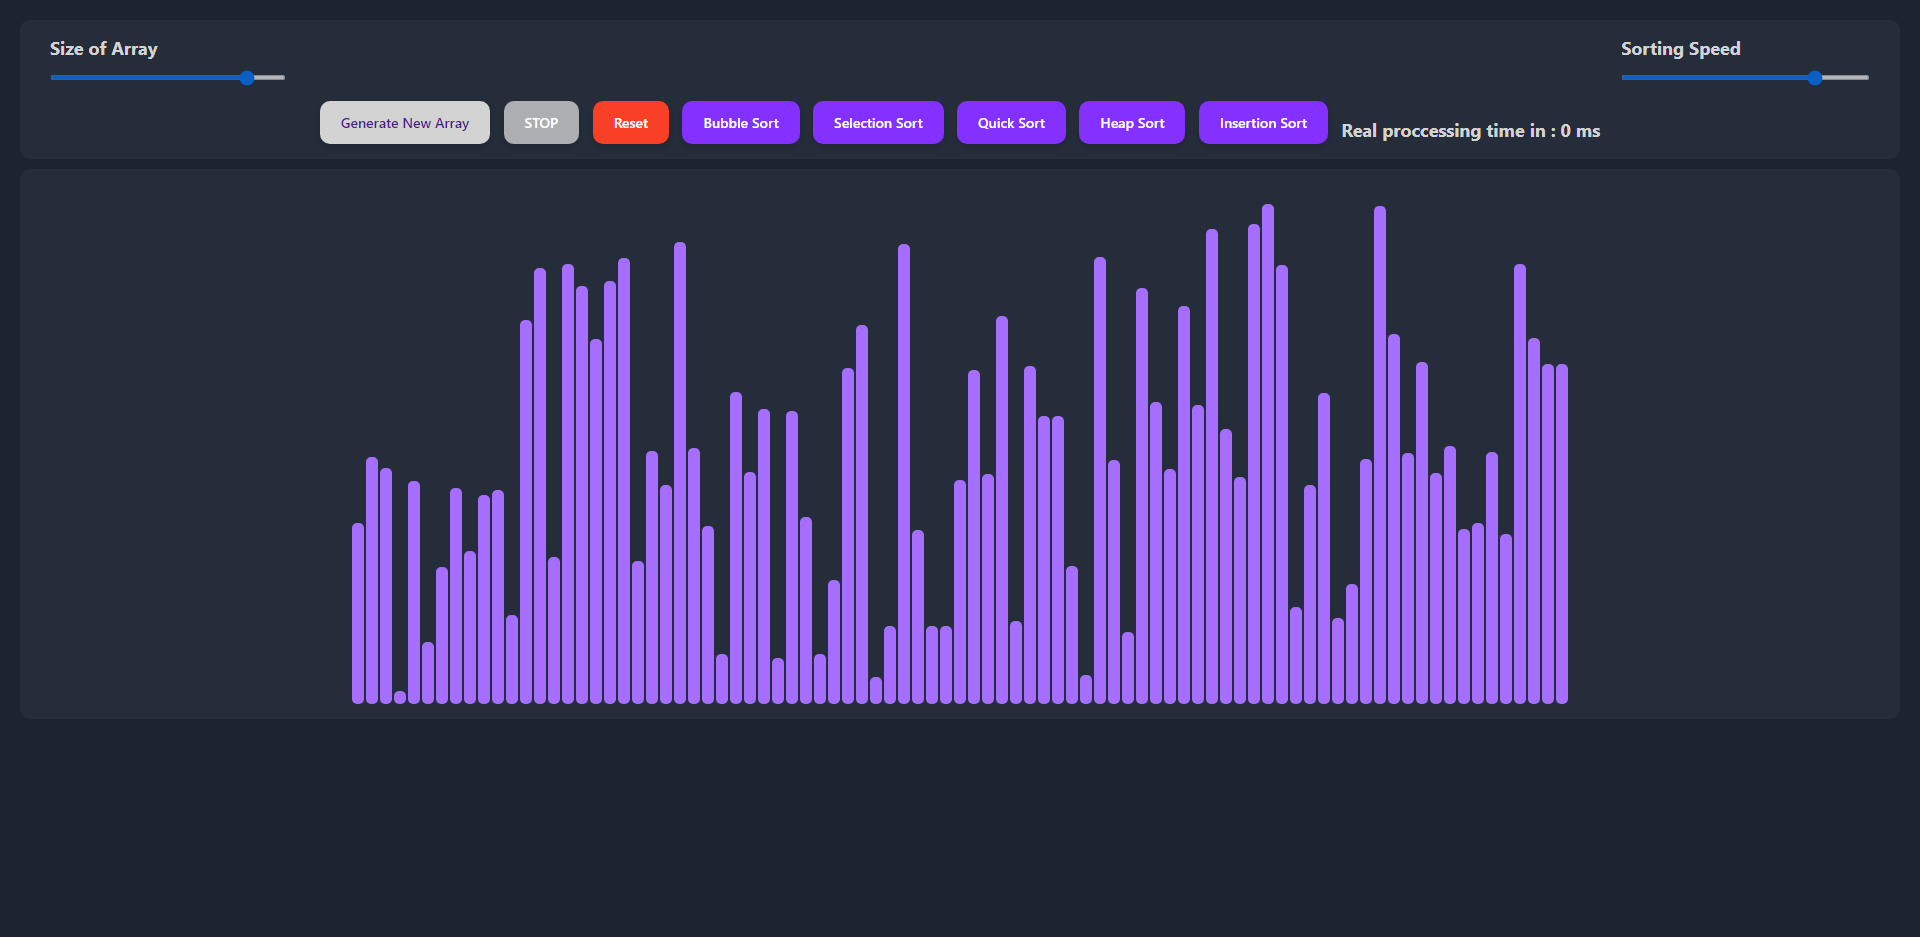 Size of Array
Sorting Speed
Generate New Array
STOP
Reset
Bubble Sort
Selection Sort
Quick Sort
Heap Sort
Insertion Sort
Real proccessing time in : 0 ms